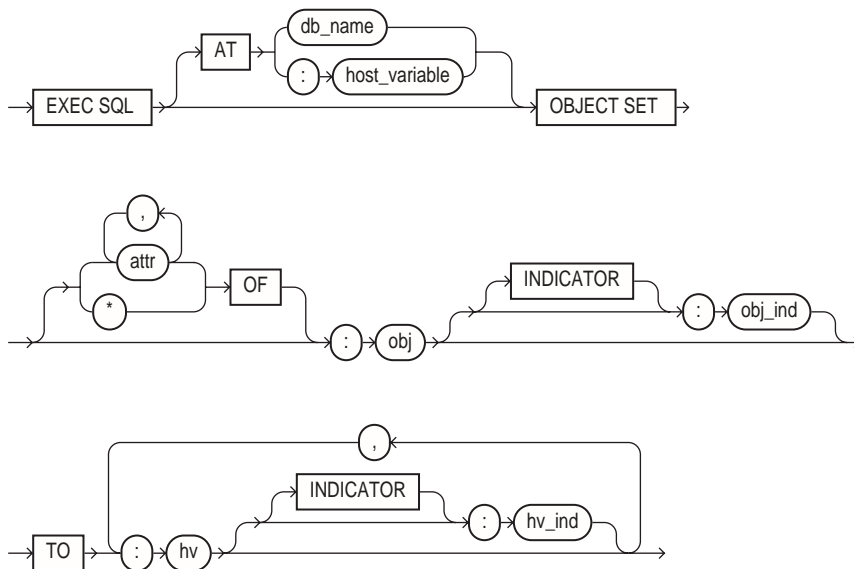 db_name
AT
: host_variable
EXEC SQL OBJECT SET
,
attr INDICATOR
* OF : obj_ind
: obj
,
INDICATOR
TO : hv : hv_ind